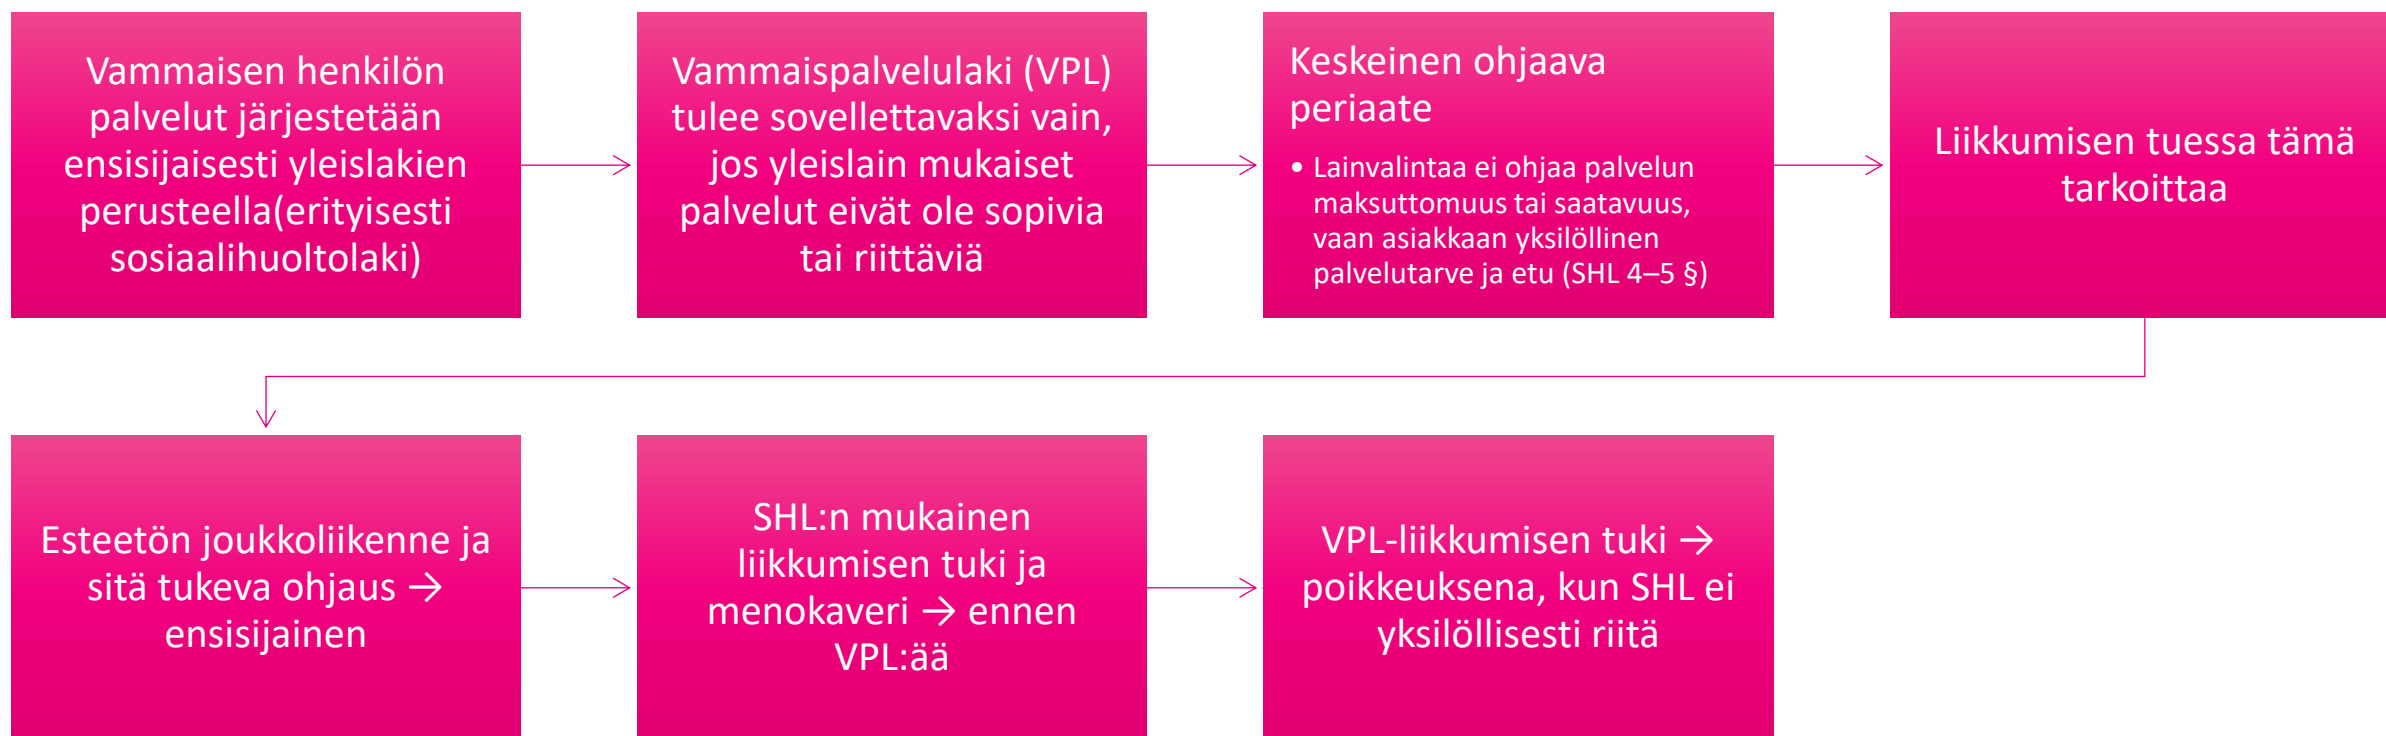 Vammaisen henkilön
palvelut järjestetään
ensisijaisesti yleislakien
perusteella(erityisesti
sosiaalihuoltolaki)
Vammaispalvelulaki (VPL)
tulee sovellettavaksi vain,
jos yleislain mukaiset
palvelut eivät ole sopivia
tai riittäviä
Keskeinen ohjaava
periaate
• Lainvalintaa ei ohjaa palvelun
maksuttomuus tai saatavuus,
vaan asiakkaan yksilöllinen
palvelutarve ja etu (SHL 4–5 §)
Liikkumisen tuessa tämä
tarkoittaa
Esteetön joukkoliikenne ja
sitä tukeva ohjaus →
ensisijainen
SHL:n mukainen
liikkumisen tuki ja
menokaveri → ennen
VPL:ää
VPL-liikkumisen tuki →
poikkeuksena, kun SHL ei
yksilöllisesti riitä